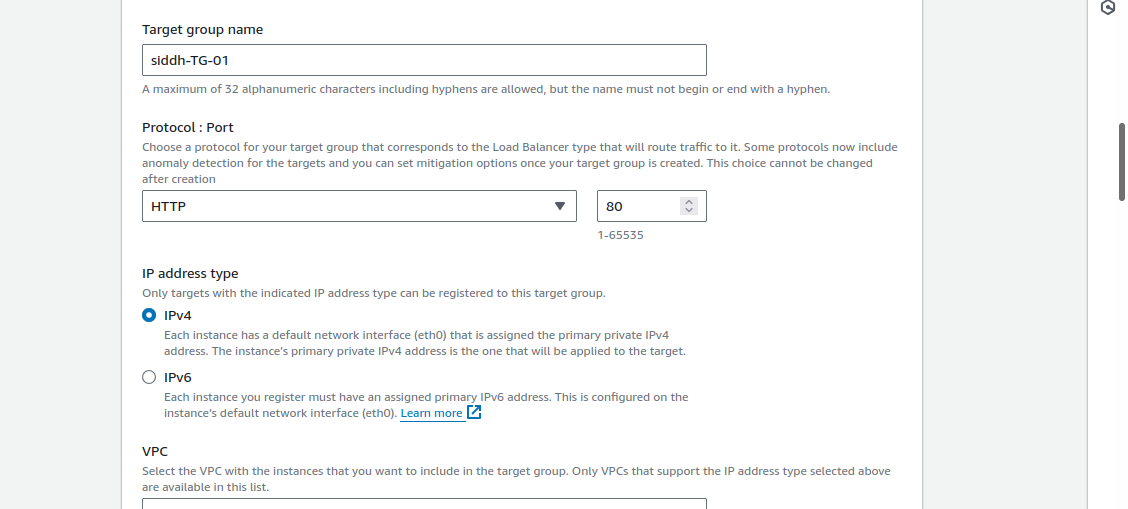 Target group name
siddh-TG-01
A maximum of 32 alphanumeric characters including hyphens are allowed, but the name must not begin or end with a hyphen.
Protocol : Port
Choose a protocol for your target group that corresponds to the Load Balancer type that will route traffic to it. Some protocols now include
anomaly detection for the targets and you can set mitigation options once your target group is created. This choice cannot be changed
after creation
HTTP
80
1-65535
IP address type
Only targets with the indicated IP address type can be registered to this target group.
IPv4
Each instance has a default network interface (eth0) that is assigned the primary private IPv4
address. The instance's primary private IPv4 address is the one that will be applied to the target.
IPv6
Each instance you register must have an assigned primary IPv6 address. This is configured on the
instance's default network interface (eth0). Learn more
VPC
Select the VPC with the instances that you want to include in the target group. Only VPCs that support the IP address type selected above
are available in this list.